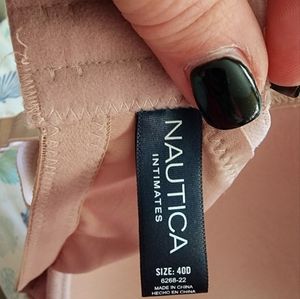 NAUTICA
INTIMATES
SIZE: 40D
6268-22
MADE IN CHINA
HECHO EN CHINA